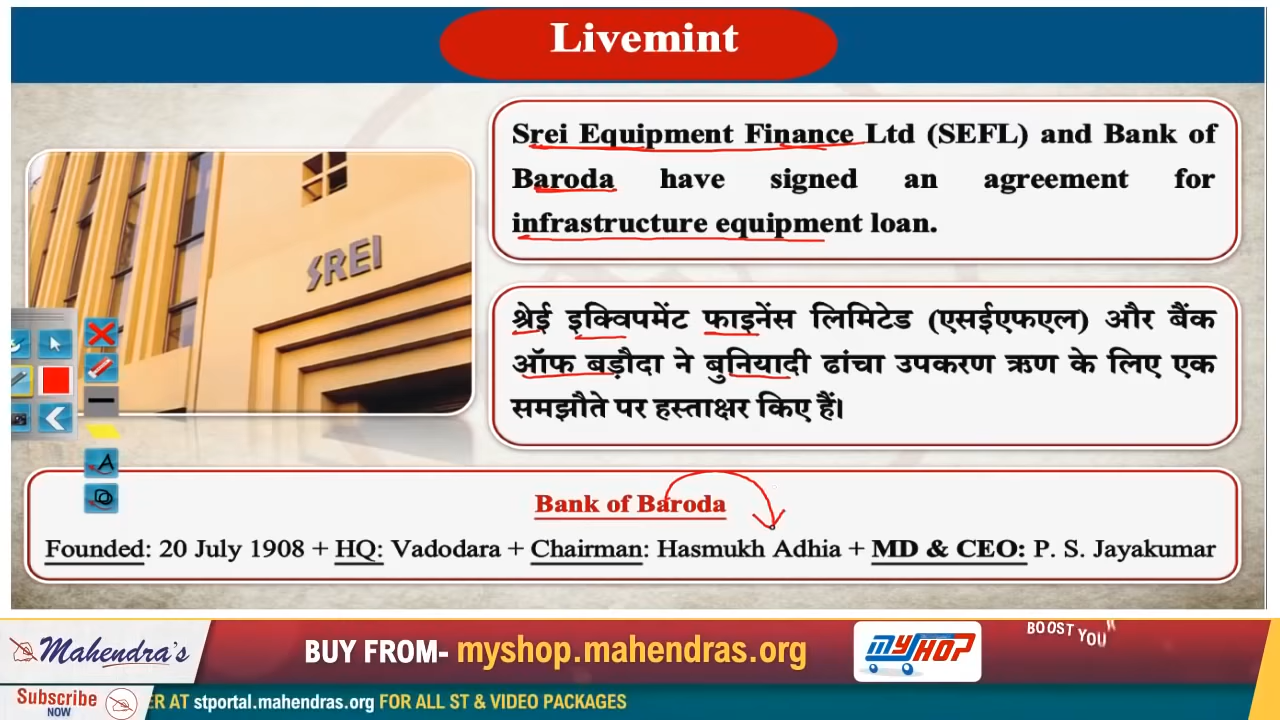 Livemint
Srei Equipment Finance Ltd (SEFL) and Bank of
Baroda have signed an agreement for
infrastructure equipment loan.
SREI
श्रेई इक्विपमेंट फाइनेंस लिमिटेड (एसईएफएल) और बैंक
ऑफ बड़ौदा ने बुनियादी ढांचा उपकरण ऋण के लिए एक
समझौते पर हस्ताक्षर किए हैं।
Bank of Baroda
Founded: 20 July 1908 + HQ: Vadodara + Chairman: Hasmukh Adhia + MD & CEO: P. S. Jayakumar
Mahendra's
BUY FROM- myshop.mahendras.org
MY SHOP
BOOST YOU
Subscribe
NOW
ER AT stportal.mahendras.org FOR ALL ST & VIDEO PACKAGES